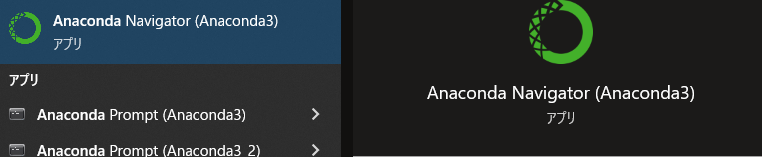 Anaconda Navigator (Anaconda3)
アプリ
アプリ
Anaconda Prompt (Anaconda3)
Anaconda Prompt (Anaconda3_2)
Anaconda Navigator (Anaconda3)
アプリ